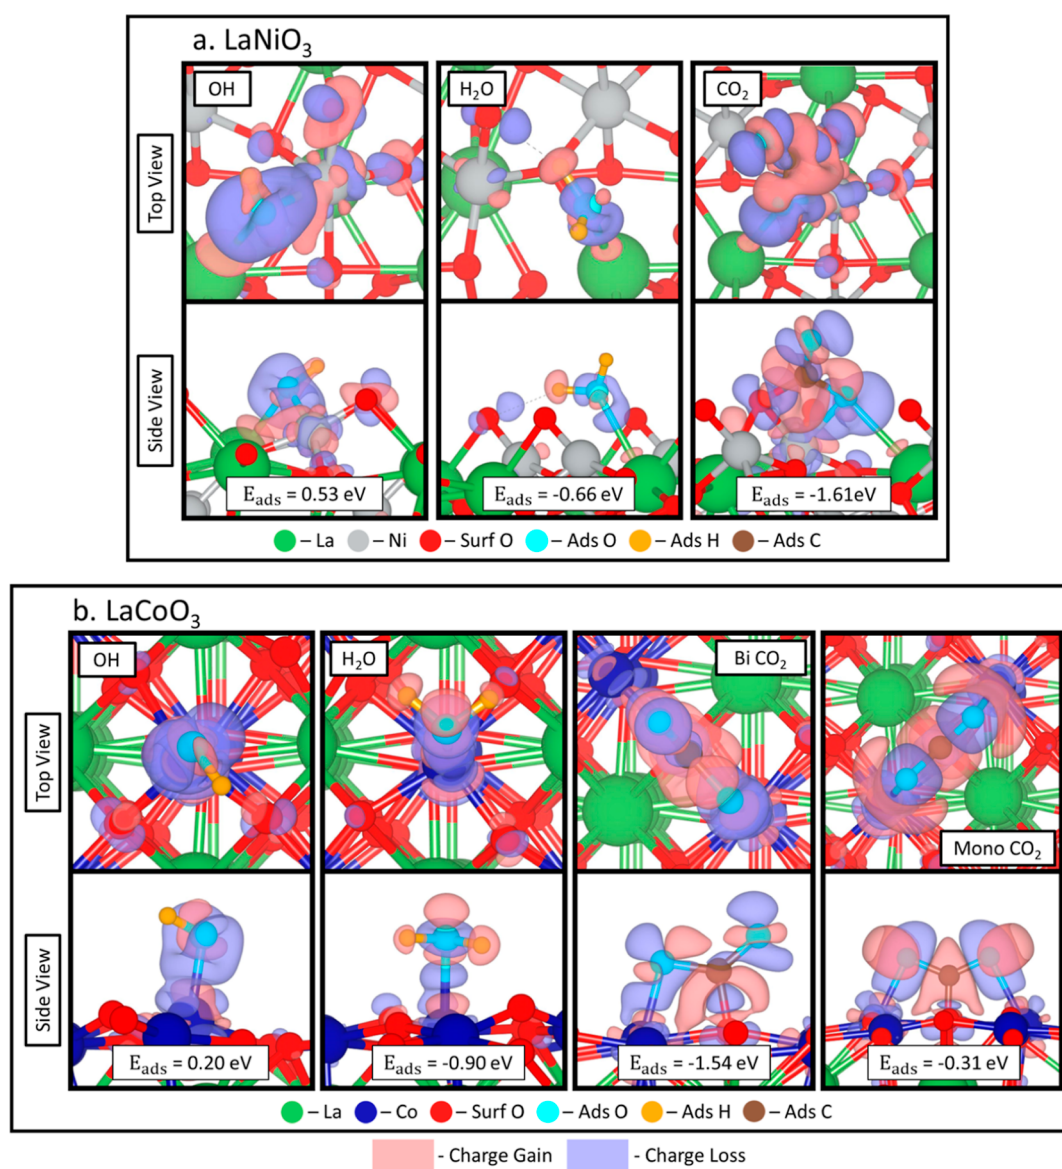 a. LaNiO₃
OH
H₂O
CO₂
Top View
Side View
Eads = 0.53 eV
Eads = -0.66 eV
Eads = -1.61eV
– La – Ni – Surf O – Ads O – Ads H – Ads C
b. LaCoO₃
OH
H₂O
Bi CO₂
Mono CO₂
Top View
Side View
Eads = 0.20 eV
Eads = -0.90 eV
Eads = -1.54 eV
Eads = -0.31 eV
– La – Co – Surf O – Ads O – Ads H – Ads C
- Charge Gain - Charge Loss